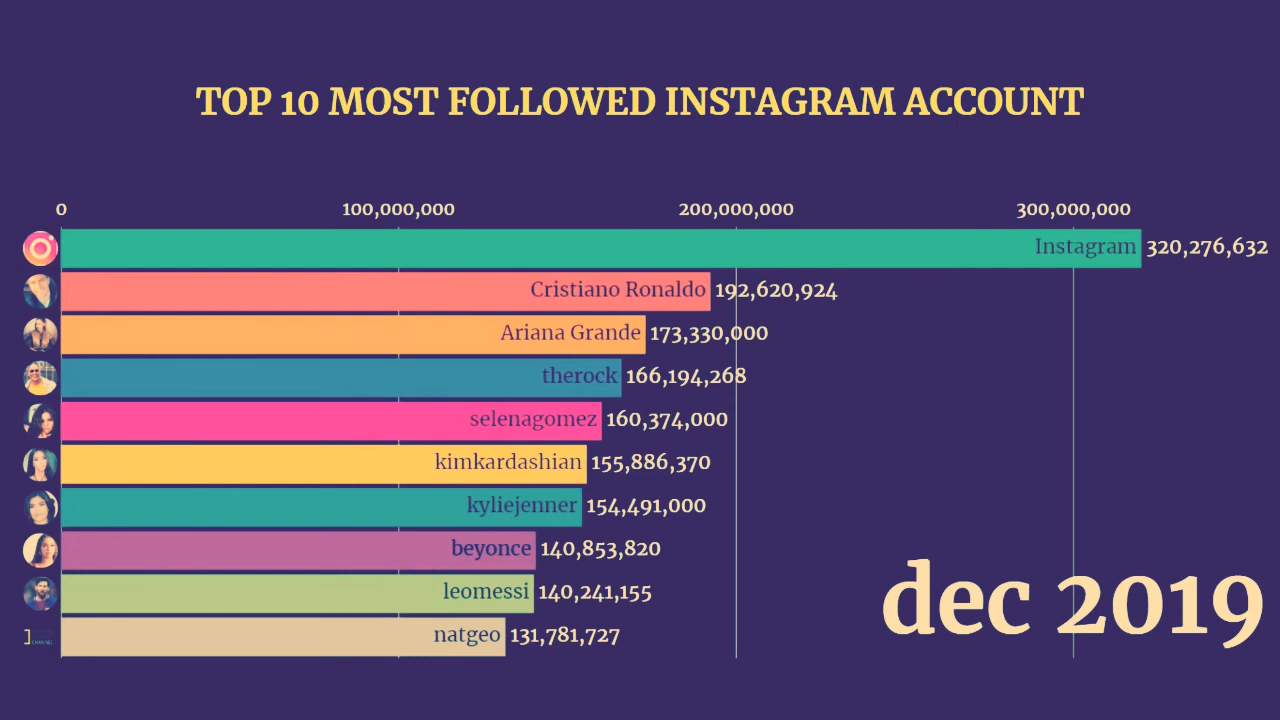 TOP 10 MOST FOLLOWED INSTAGRAM ACCOUNT
0 100,000,000 200,000,000 300,000,000
Instagram 320,276,632
Cristiano Ronaldo 192,620,924
Ariana Grande 173,330,000
therock 166,194,268
selenagomez 160,374,000
kimkardashian 155,886,370
kyliejenner 154,491,000
beyonce 140,853,820
leomessi 140,241,155
natgeo 131,781,727
dec 2019